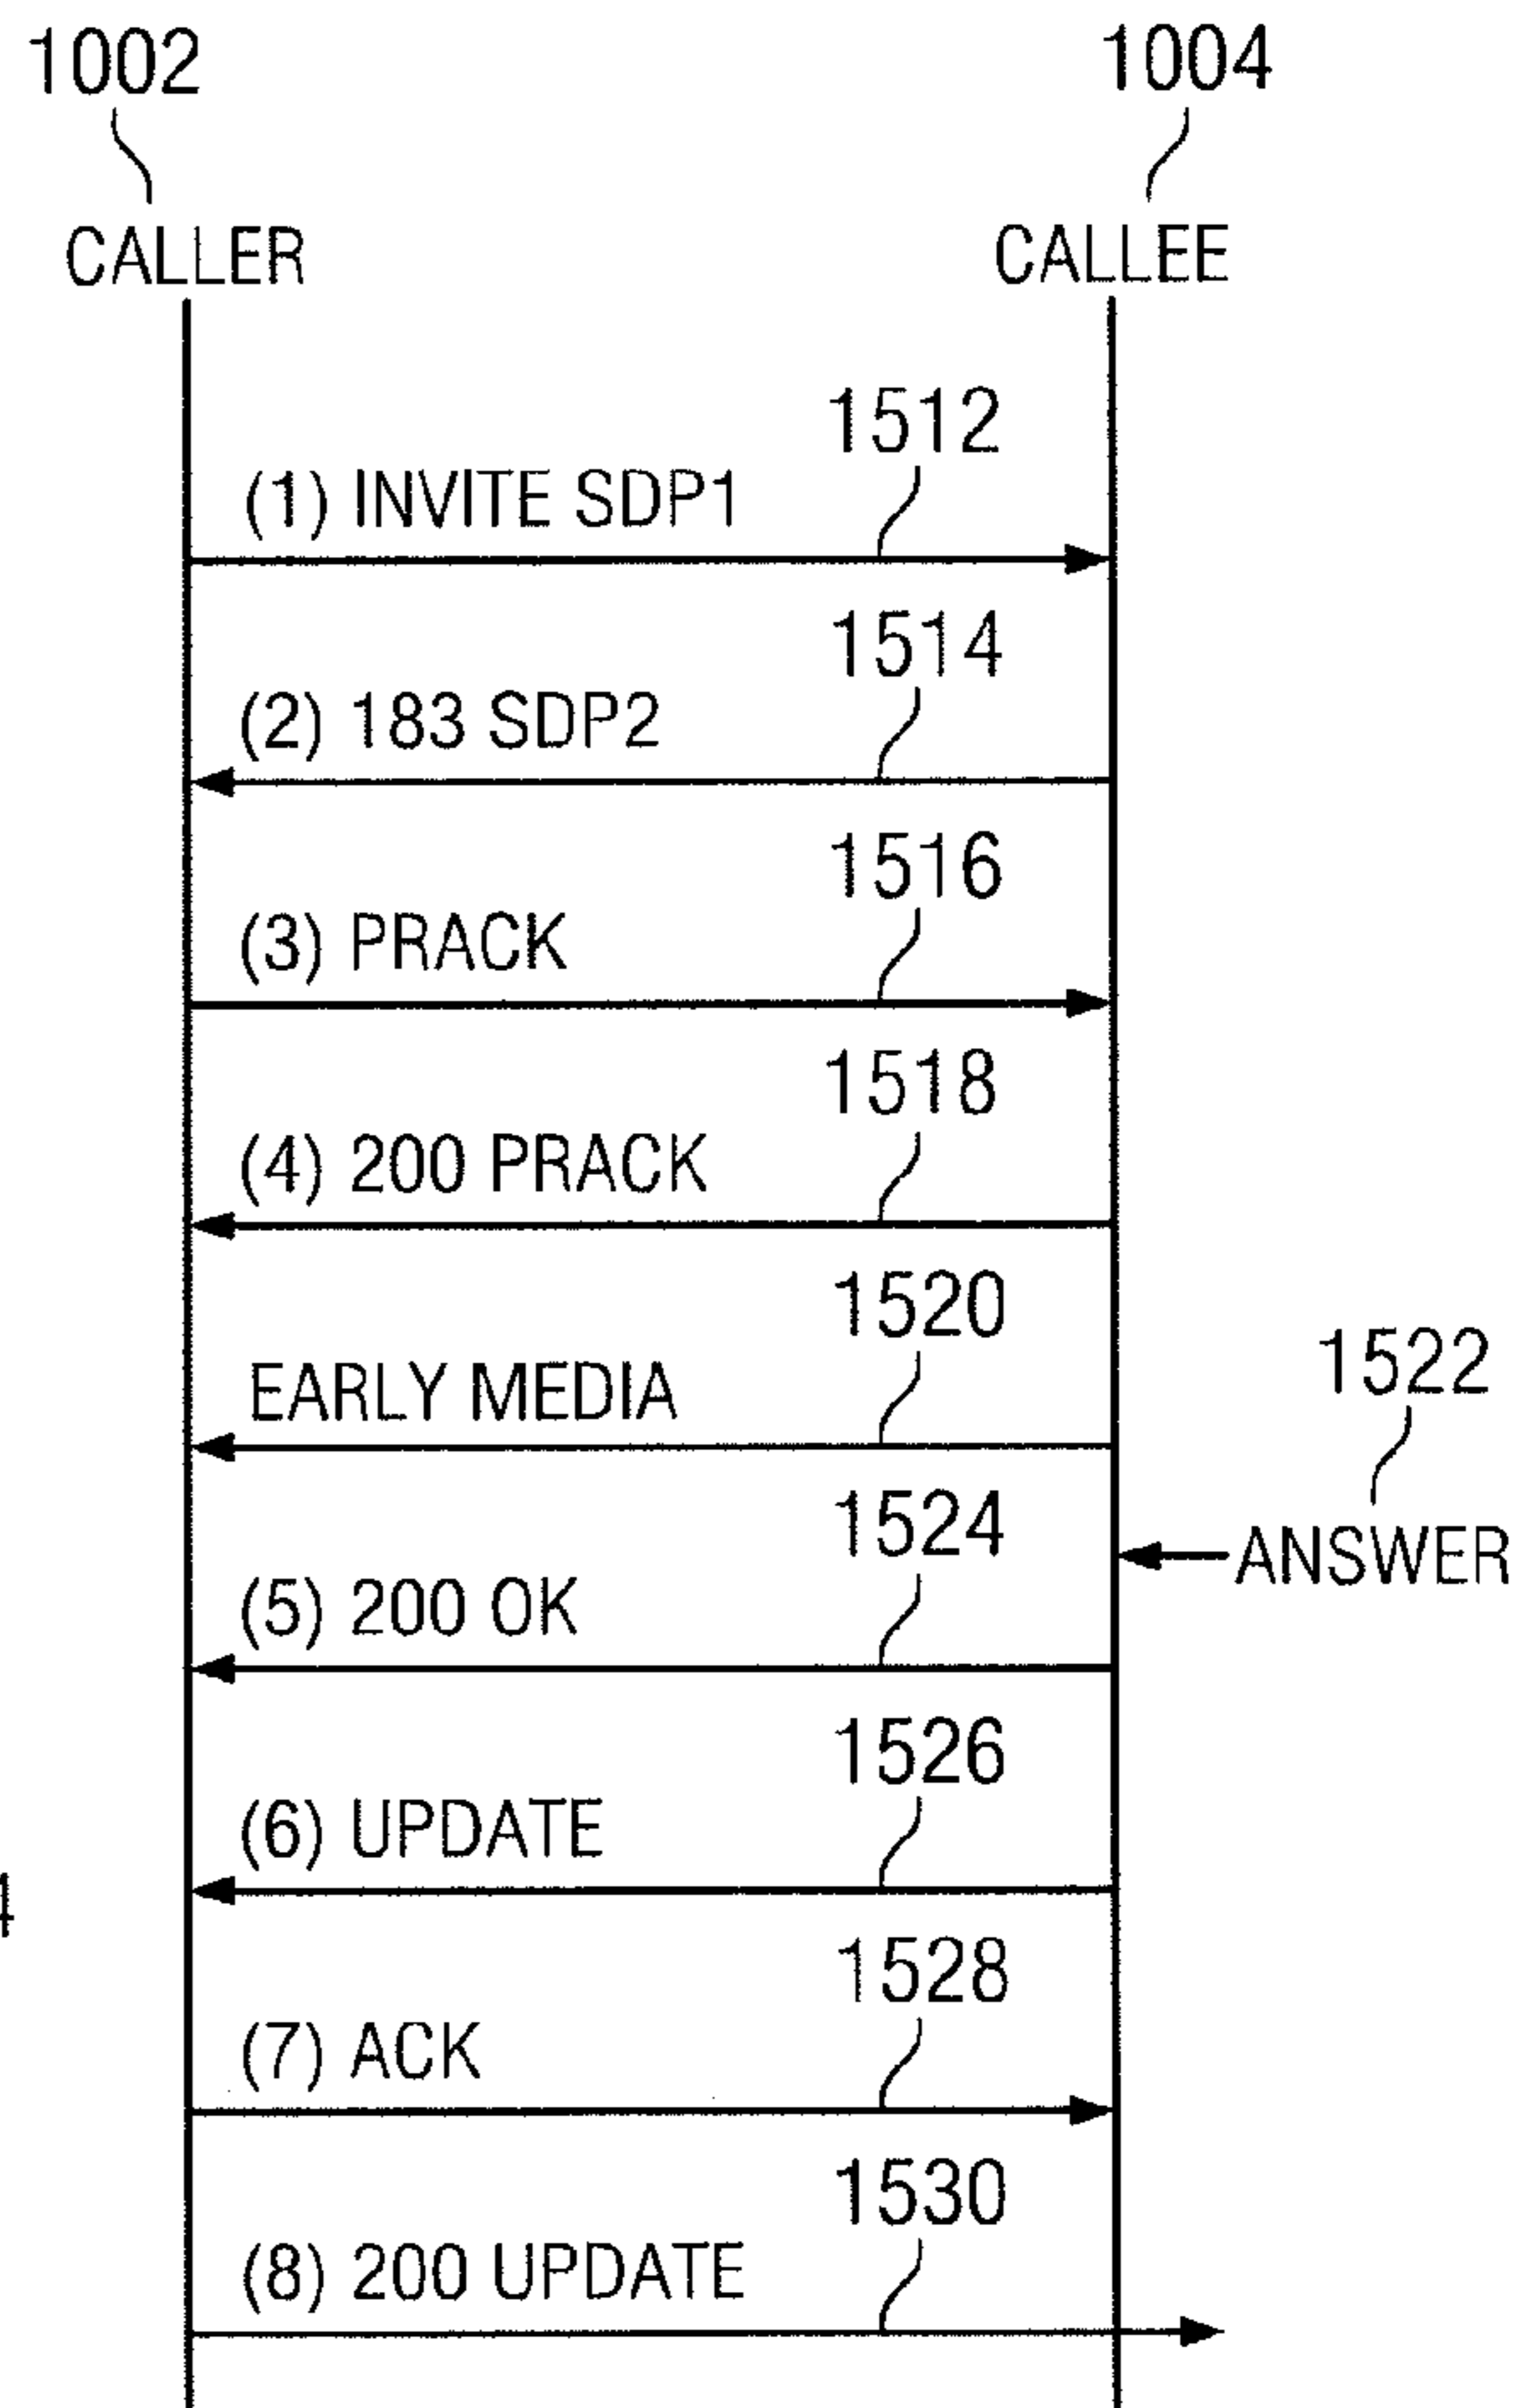 1002
1004
CALLER
CALLEE
1512
(1) INVITE SDP1
1514
(2) 183 SDP2
1516
(3) PRACK
1518
(4) 200 PRACK
1520
EARLY MEDIA
1522
1524
ANSWER
(5) 200 OK
1526
(6) UPDATE
4
1528
(7) ACK
1530
(8) 200 UPDATE